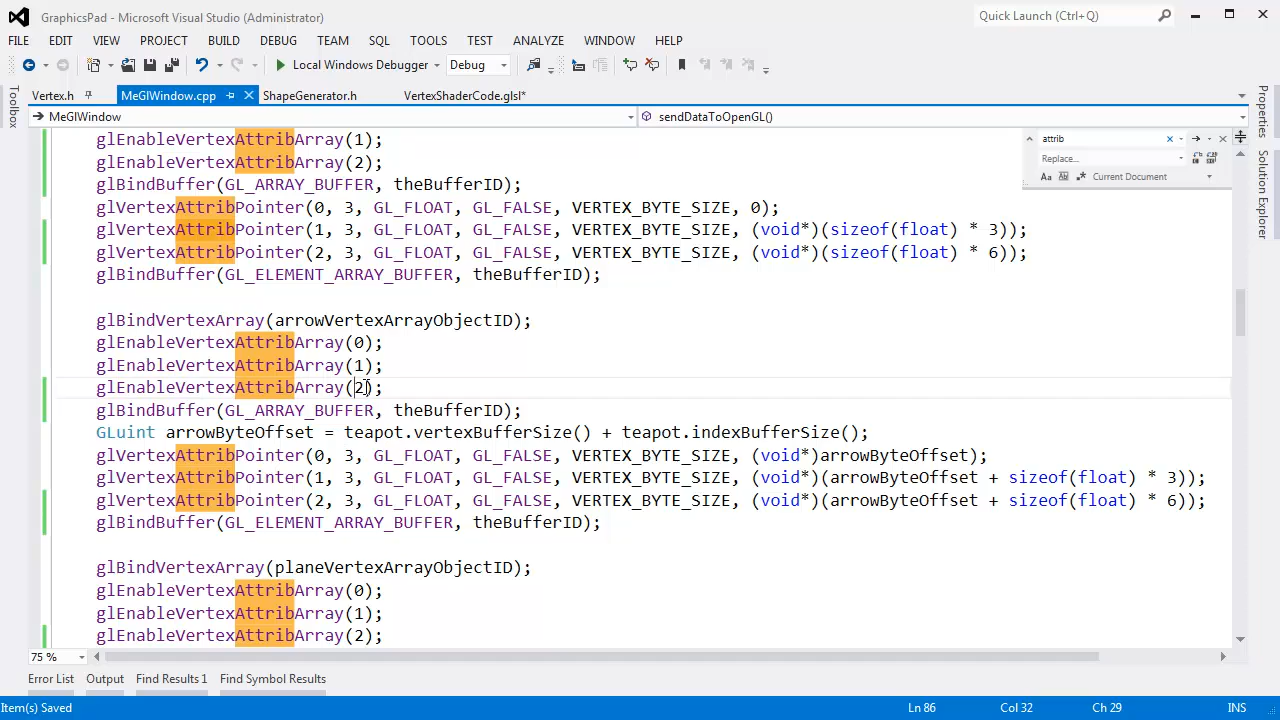 GraphicsPad - Microsoft Visual Studio (Administrator)
Quick Launch (Ctrl+Q)
FILE EDIT VIEW PROJECT BUILD DEBUG TEAM SQL TOOLS TEST ANALYZE WINDOW HELP
Local Windows Debugger Debug
Toolbox
Vertex.h MeGlWindow.cpp ShapeGenerator.h VertexShaderCode.glsl*
MeGlWindow sendDataToOpenGL()
attrib
Replace...
Aa Current Document
Properties
Solution Explorer
glEnableVertexAttribArray(1);
glEnableVertexAttribArray(2);
glBindBuffer(GL_ARRAY_BUFFER, theBufferID);
glVertexAttribPointer(0, 3, GL_FLOAT, GL_FALSE, VERTEX_BYTE_SIZE, 0);
glVertexAttribPointer(1, 3, GL_FLOAT, GL_FALSE, VERTEX_BYTE_SIZE, (void*)(sizeof(float) * 3));
glVertexAttribPointer(2, 3, GL_FLOAT, GL_FALSE, VERTEX_BYTE_SIZE, (void*)(sizeof(float) * 6));
glBindBuffer(GL_ELEMENT_ARRAY_BUFFER, theBufferID);
glBindVertexArray(arrowVertexArrayObjectID);
glEnableVertexAttribArray(0);
glEnableVertexAttribArray(1);
glEnableVertexAttribArray(2);
glBindBuffer(GL_ARRAY_BUFFER, theBufferID);
GLuint arrowByteOffset = teapot.vertexBufferSize() + teapot.indexBufferSize();
glVertexAttribPointer(0, 3, GL_FLOAT, GL_FALSE, VERTEX_BYTE_SIZE, (void*)arrowByteOffset);
glVertexAttribPointer(1, 3, GL_FLOAT, GL_FALSE, VERTEX_BYTE_SIZE, (void*)(arrowByteOffset + sizeof(float) * 3));
glVertexAttribPointer(2, 3, GL_FLOAT, GL_FALSE, VERTEX_BYTE_SIZE, (void*)(arrowByteOffset + sizeof(float) * 6));
glBindBuffer(GL_ELEMENT_ARRAY_BUFFER, theBufferID);
glBindVertexArray(planeVertexArrayObjectID);
glEnableVertexAttribArray(0);
glEnableVertexAttribArray(1);
glEnableVertexAttribArray(2);
75 %
Error List Output Find Results 1 Find Symbol Results
Item(s) Saved Ln 86 Col 32 Ch 29 INS